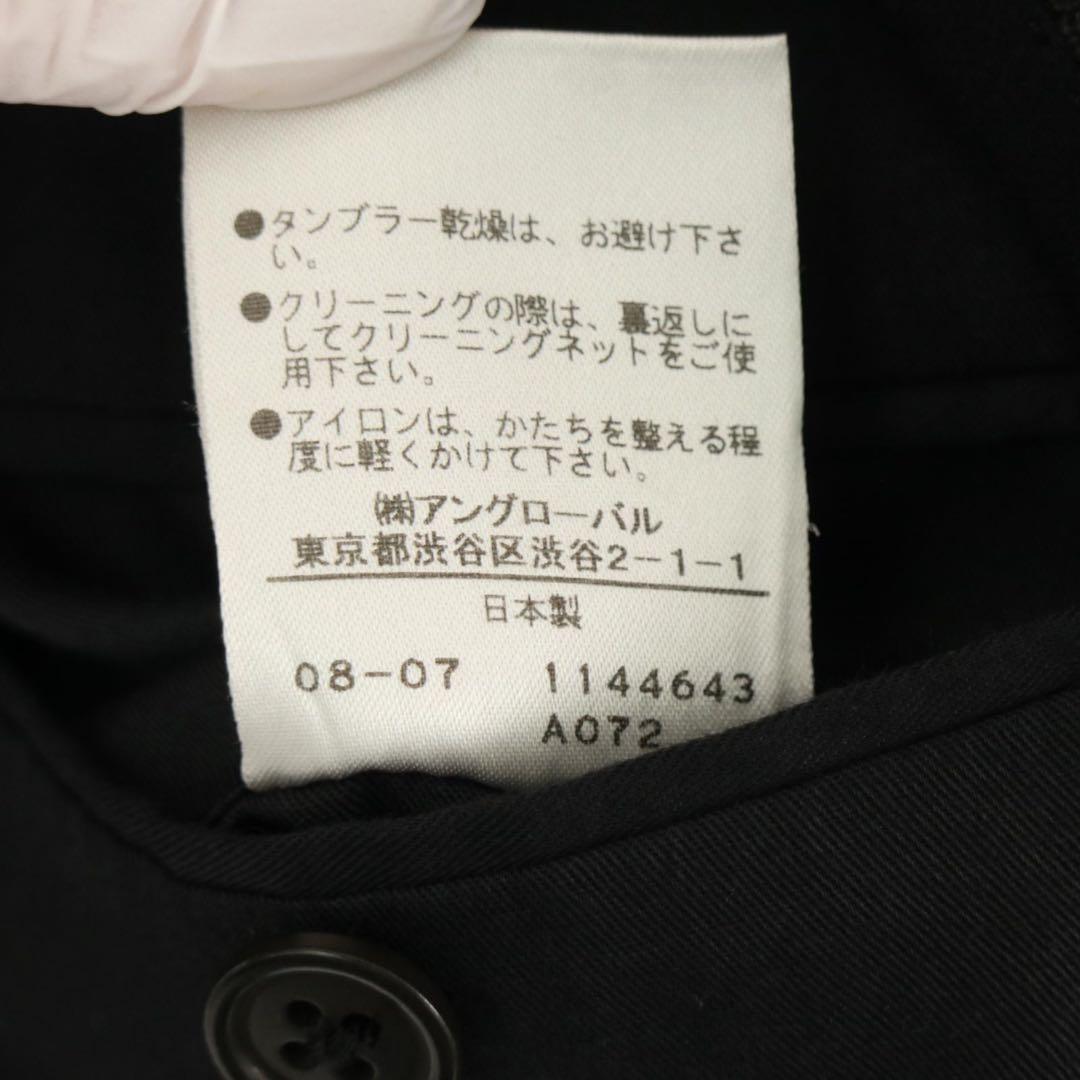 ●タンブラー乾燥は、お避け下さ
い。
●クリーニングの際は、裏返しに
してクリーニングネットをご使
用下さい。
●アイロンは、かたちを整える程
度に軽くかけて下さい。
㈱アングローバル
東京都渋谷区渋谷2-1-1
日本製
08-07 1144643
A072